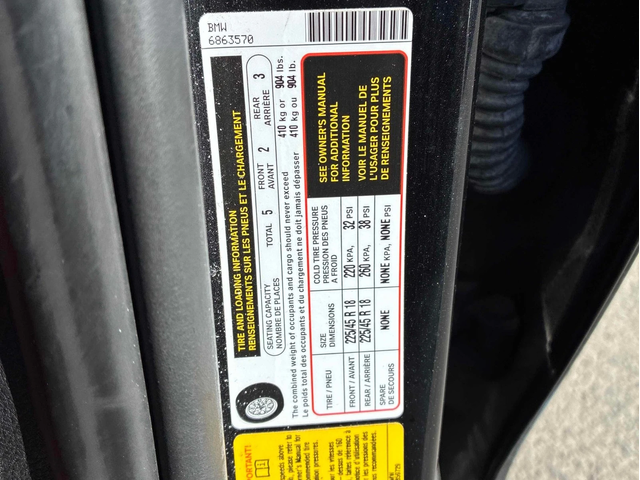 BMW
6863570
TIRE AND LOADING INFORMATION
RENSEIGNEMENTS SUR LES PNEUS ET LE CHARGEMENT
SEATING CAPACITY TOTAL 5 FRONT 2 REAR 3
NOMBRE DE PLACES AVANT ARRIÈRE
The combined weight of occupants and cargo should never exceed 410 kg or 904 lbs.
Le poids total des occupants et du chargement ne doit jamais dépasser 410 kg ou 904 lb.
TIRE / PNEU SIZE DIMENSIONS COLD TIRE PRESSURE PRESSION DES PNEUS A FROID
FRONT / AVANT 225/45 R 18 220 KPA, 32 PSI
REAR / ARRIÈRE 225/45 R 18 260 KPA, 38 PSI
SPARE DE SECOURS NONE NONE KPA, NONE PSI
SEE OWNER'S MANUAL
FOR ADDITIONAL
INFORMATION
VOIR LE MANUEL DE
L'USAGER POUR PLUS
DE RENSEIGNEMENTS